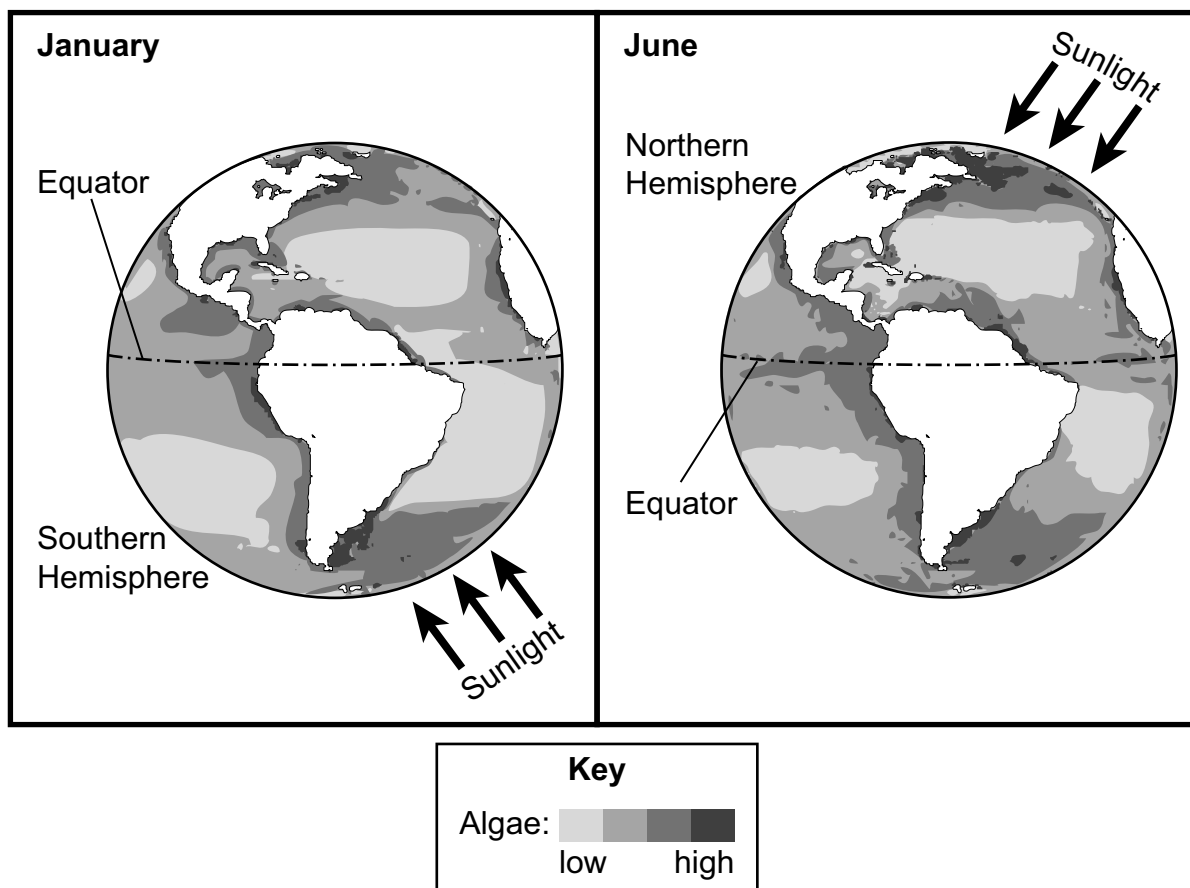 January
Equator
Southern
Hemisphere
Sunlight
June
Sunlight
Northern
Hemisphere
Equator
Key
Algae:
low high